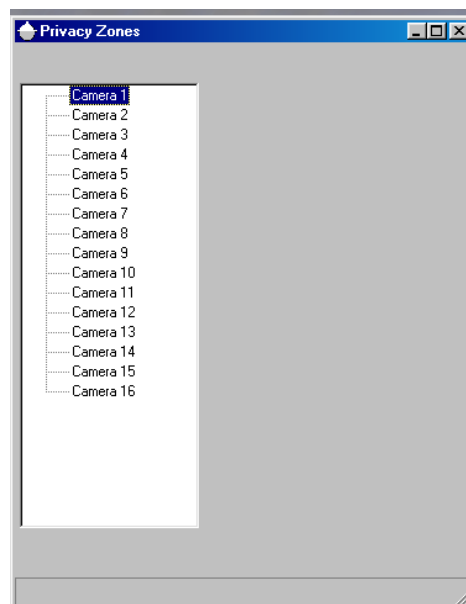 Privacy Zones
Camera 1
Camera 2
Camera 3
Camera 4
Camera 5
Camera 6
Camera 7
Camera 8
Camera 9
Camera 10
Camera 11
Camera 12
Camera 13
Camera 14
Camera 15
Camera 16